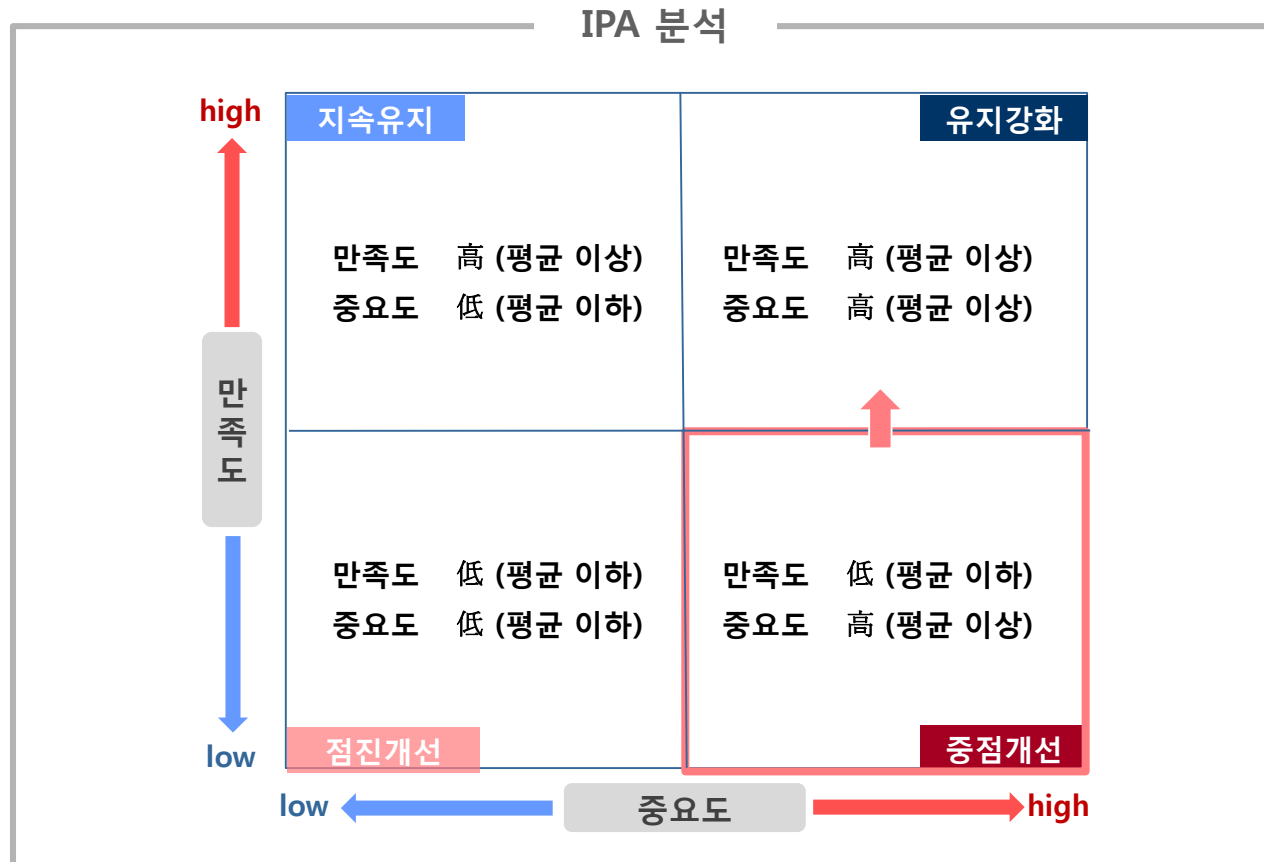 IPA 분석
high
지속유지
유지강화
만족도 高 (평균 이상)
중요도 低 (평균 이하)
만족도 高 (평균 이상)
중요도 高 (평균 이상)
만족도
만족도 低 (평균 이하)
중요도 低 (평균 이하)
만족도 低 (평균 이하)
중요도 高 (평균 이상)
low
점진개선
중점개선
low
중요도
high